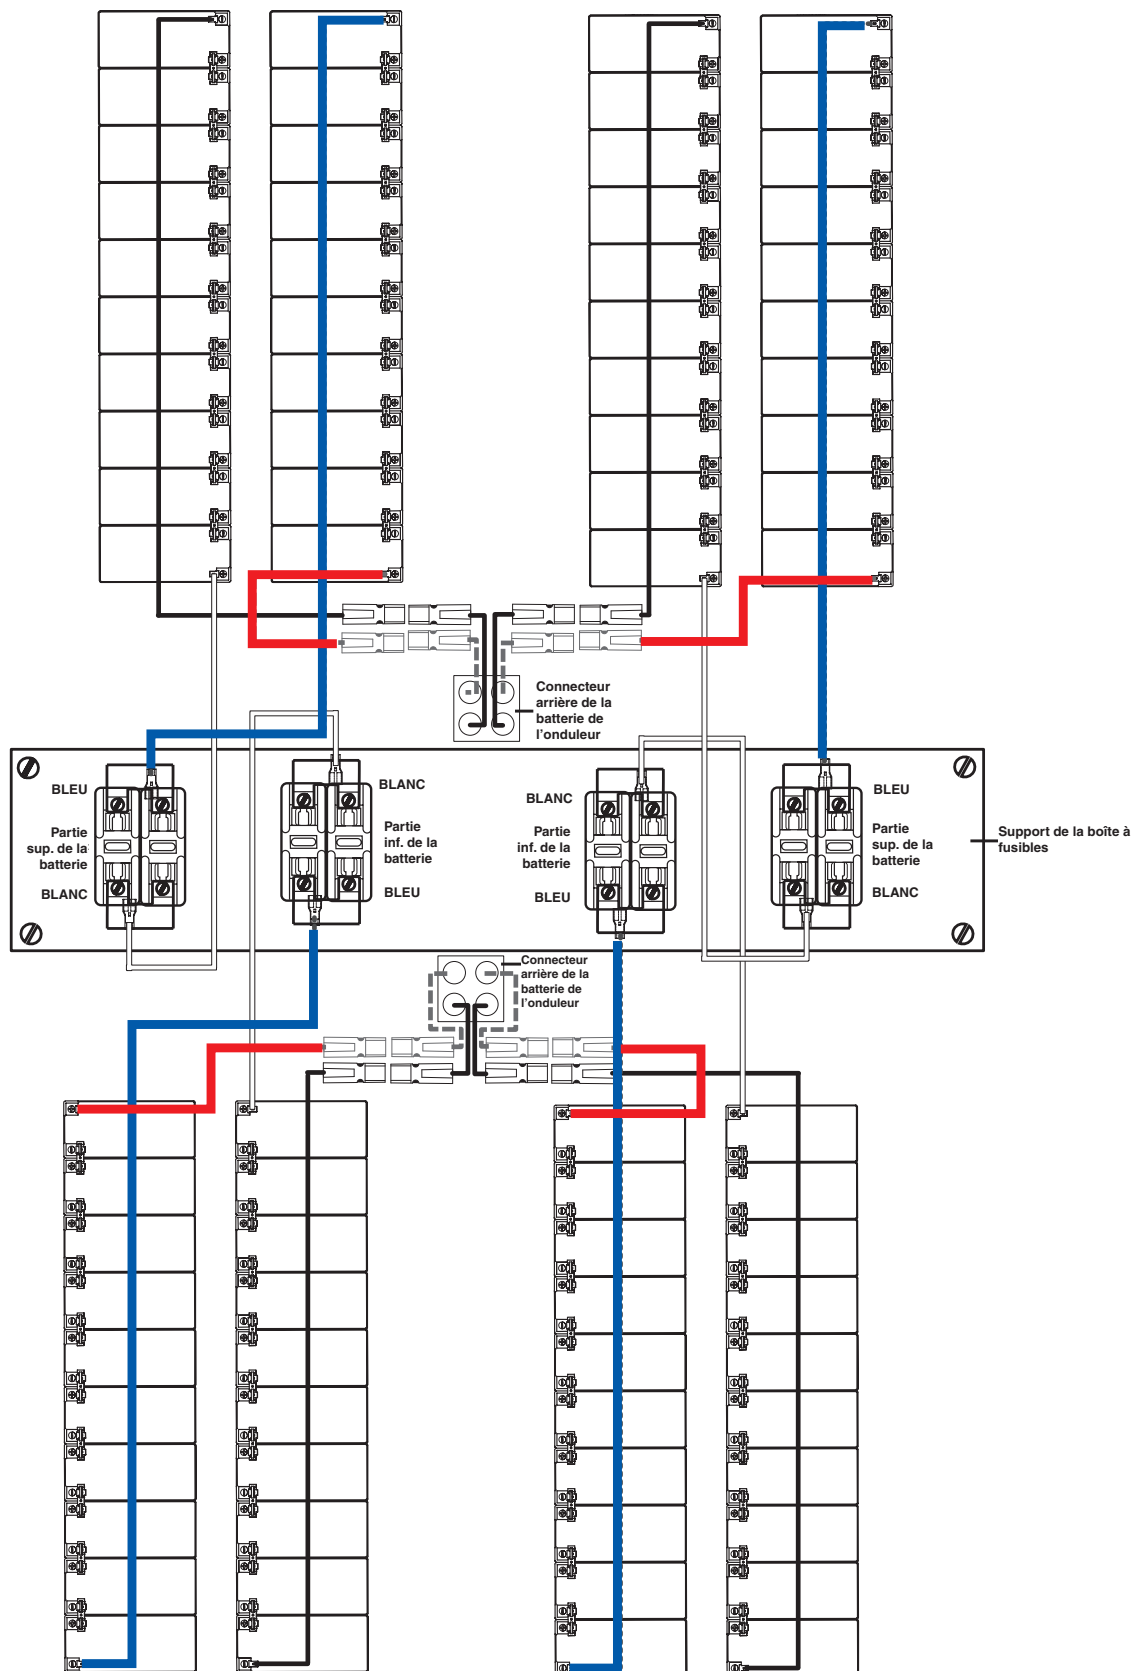 Connecteur
arrière de la
batterie de
l’onduleur
BLEU
Partie
sup. de la
batterie
BLANC
BLANC
Partie
inf. de la
batterie
BLEU
BLANC
Partie
inf. de la
batterie
BLEU
BLEU
Partie
sup. de la
batterie
BLANC
Support de la boîte à
fusibles
Connecteur
arrière de la
batterie de
l’onduleur